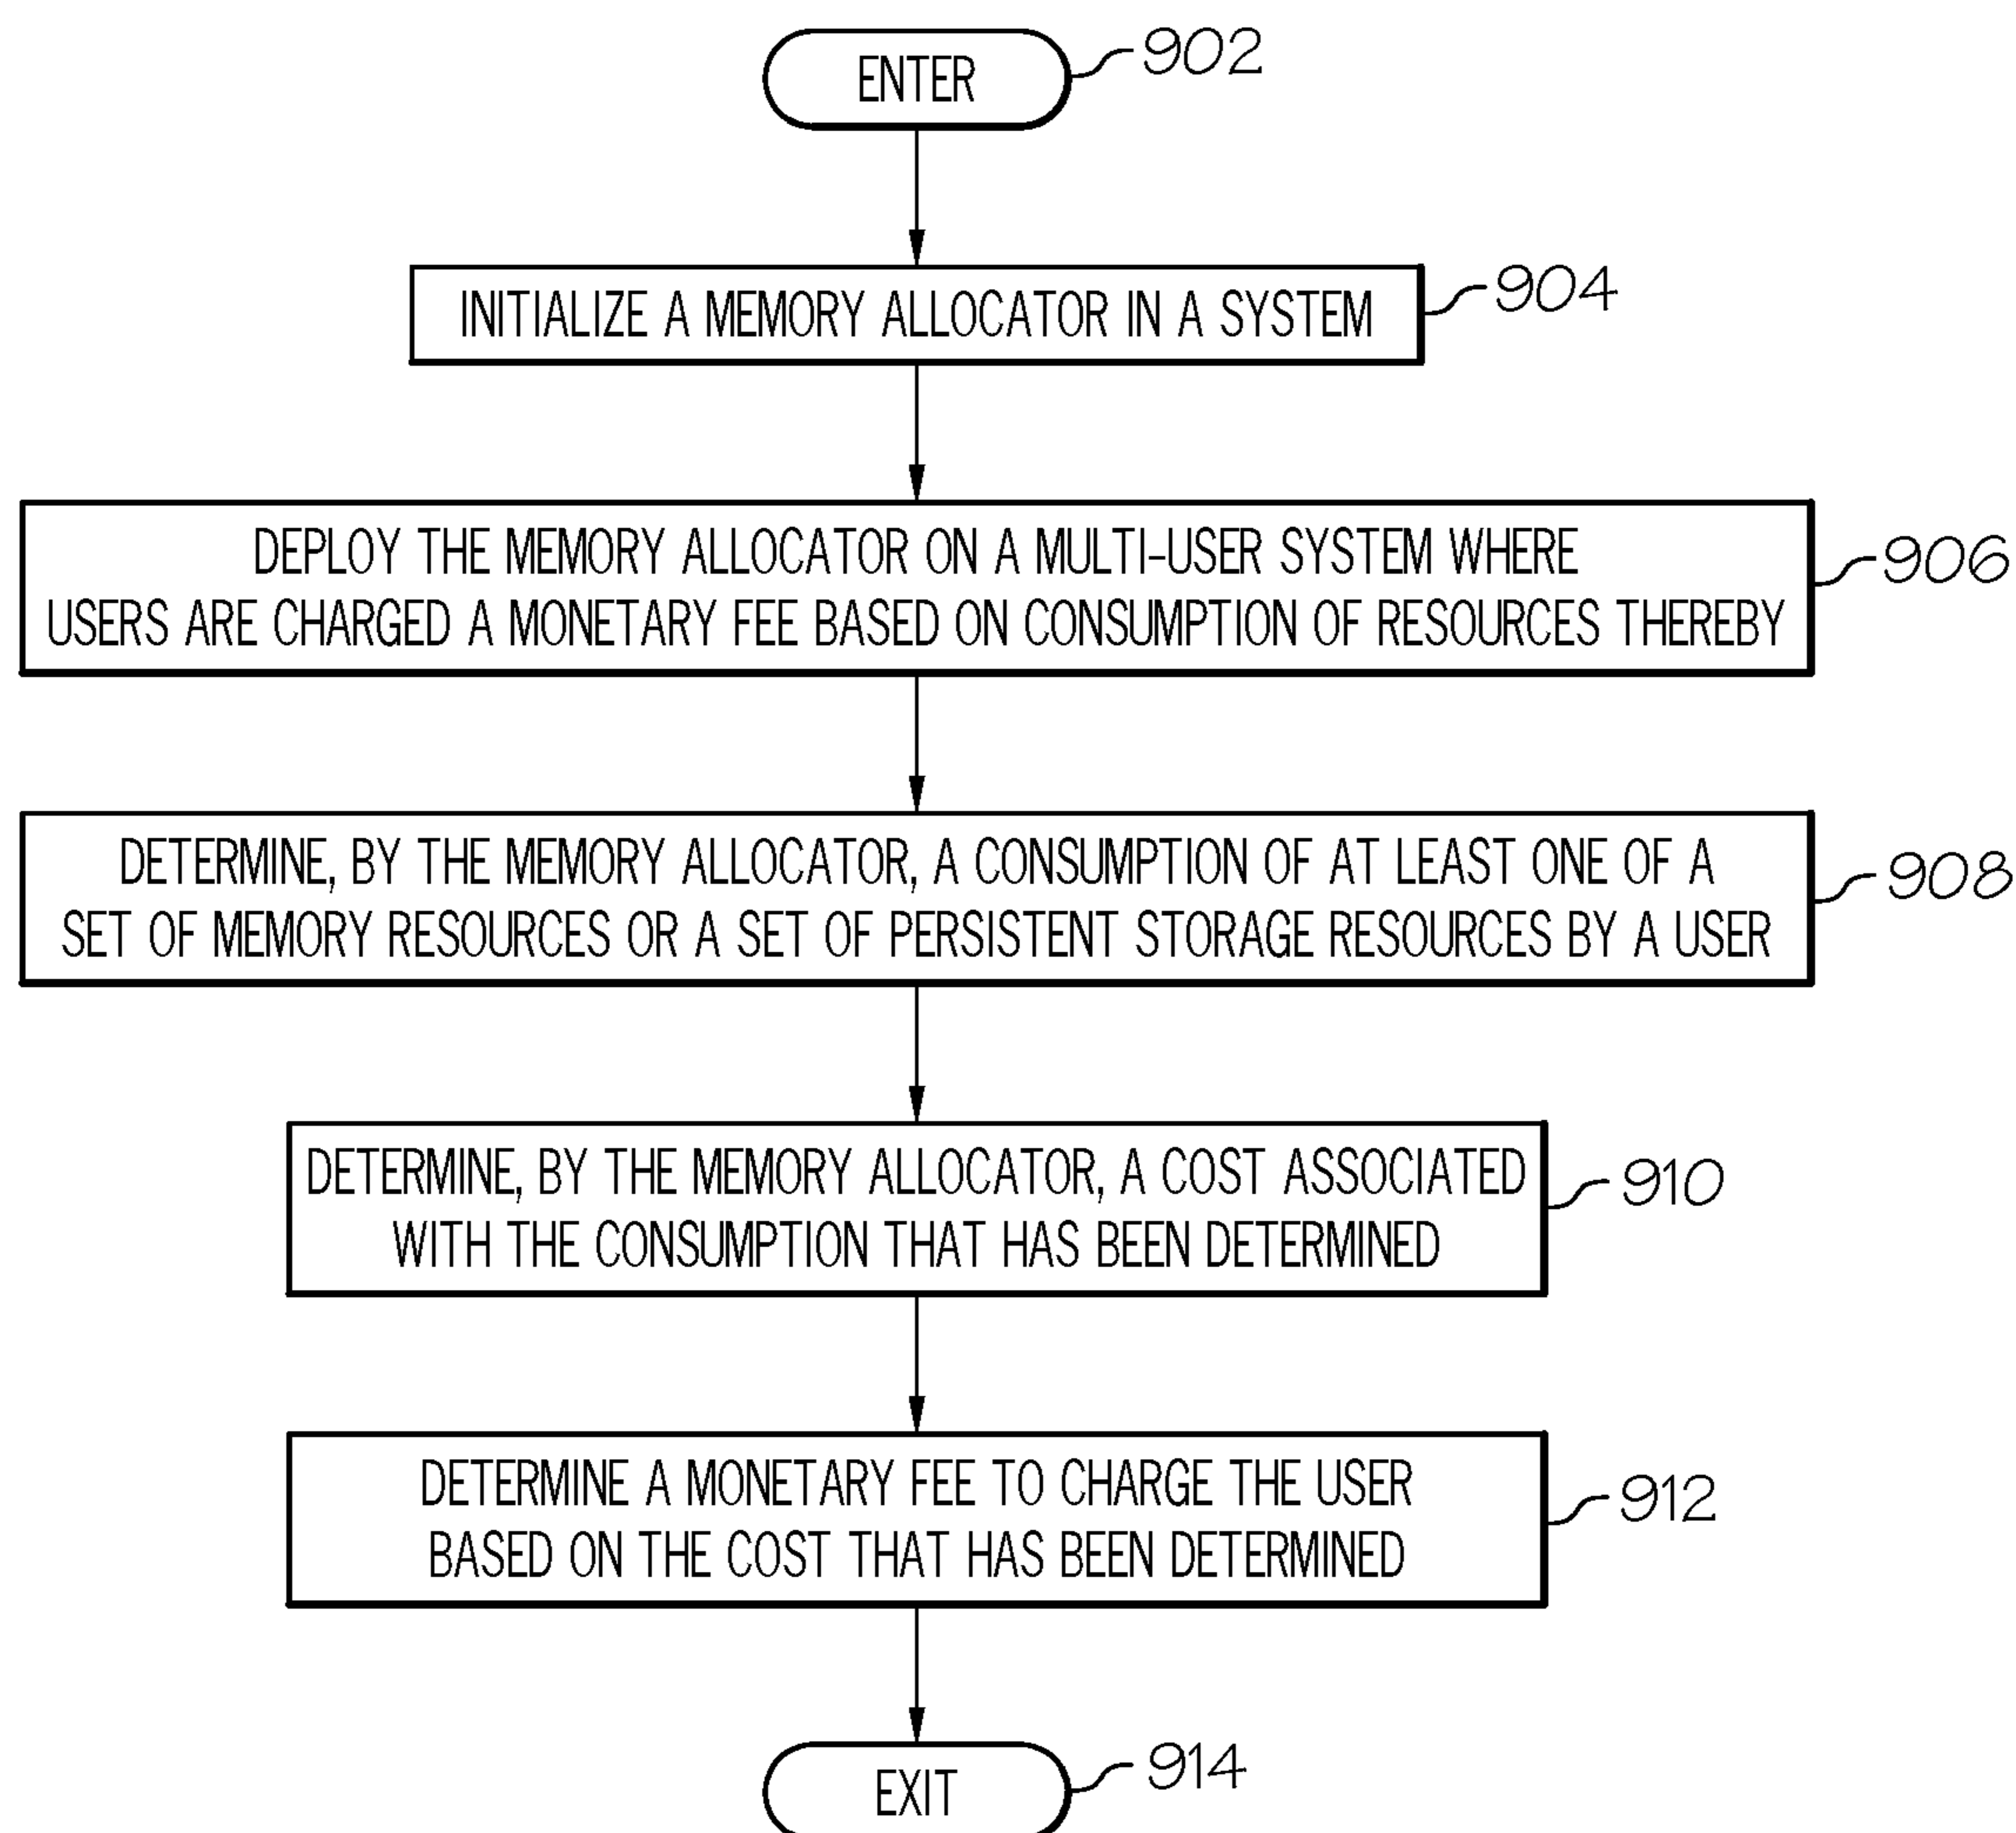 ENTER
902
INITIALIZE A MEMORY ALLOCATOR IN A SYSTEM
904
DEPLOY THE MEMORY ALLOCATOR ON A MULTI-USER SYSTEM WHERE
USERS ARE CHARGED A MONETARY FEE BASED ON CONSUMPTION OF RESOURCES THEREBY
906
DETERMINE, BY THE MEMORY ALLOCATOR, A CONSUMPTION OF AT LEAST ONE OF A
SET OF MEMORY RESOURCES OR A SET OF PERSISTENT STORAGE RESOURCES BY A USER
908
DETERMINE, BY THE MEMORY ALLOCATOR, A COST ASSOCIATED
WITH THE CONSUMPTION THAT HAS BEEN DETERMINED
910
DETERMINE A MONETARY FEE TO CHARGE THE USER
BASED ON THE COST THAT HAS BEEN DETERMINED
912
EXIT
914